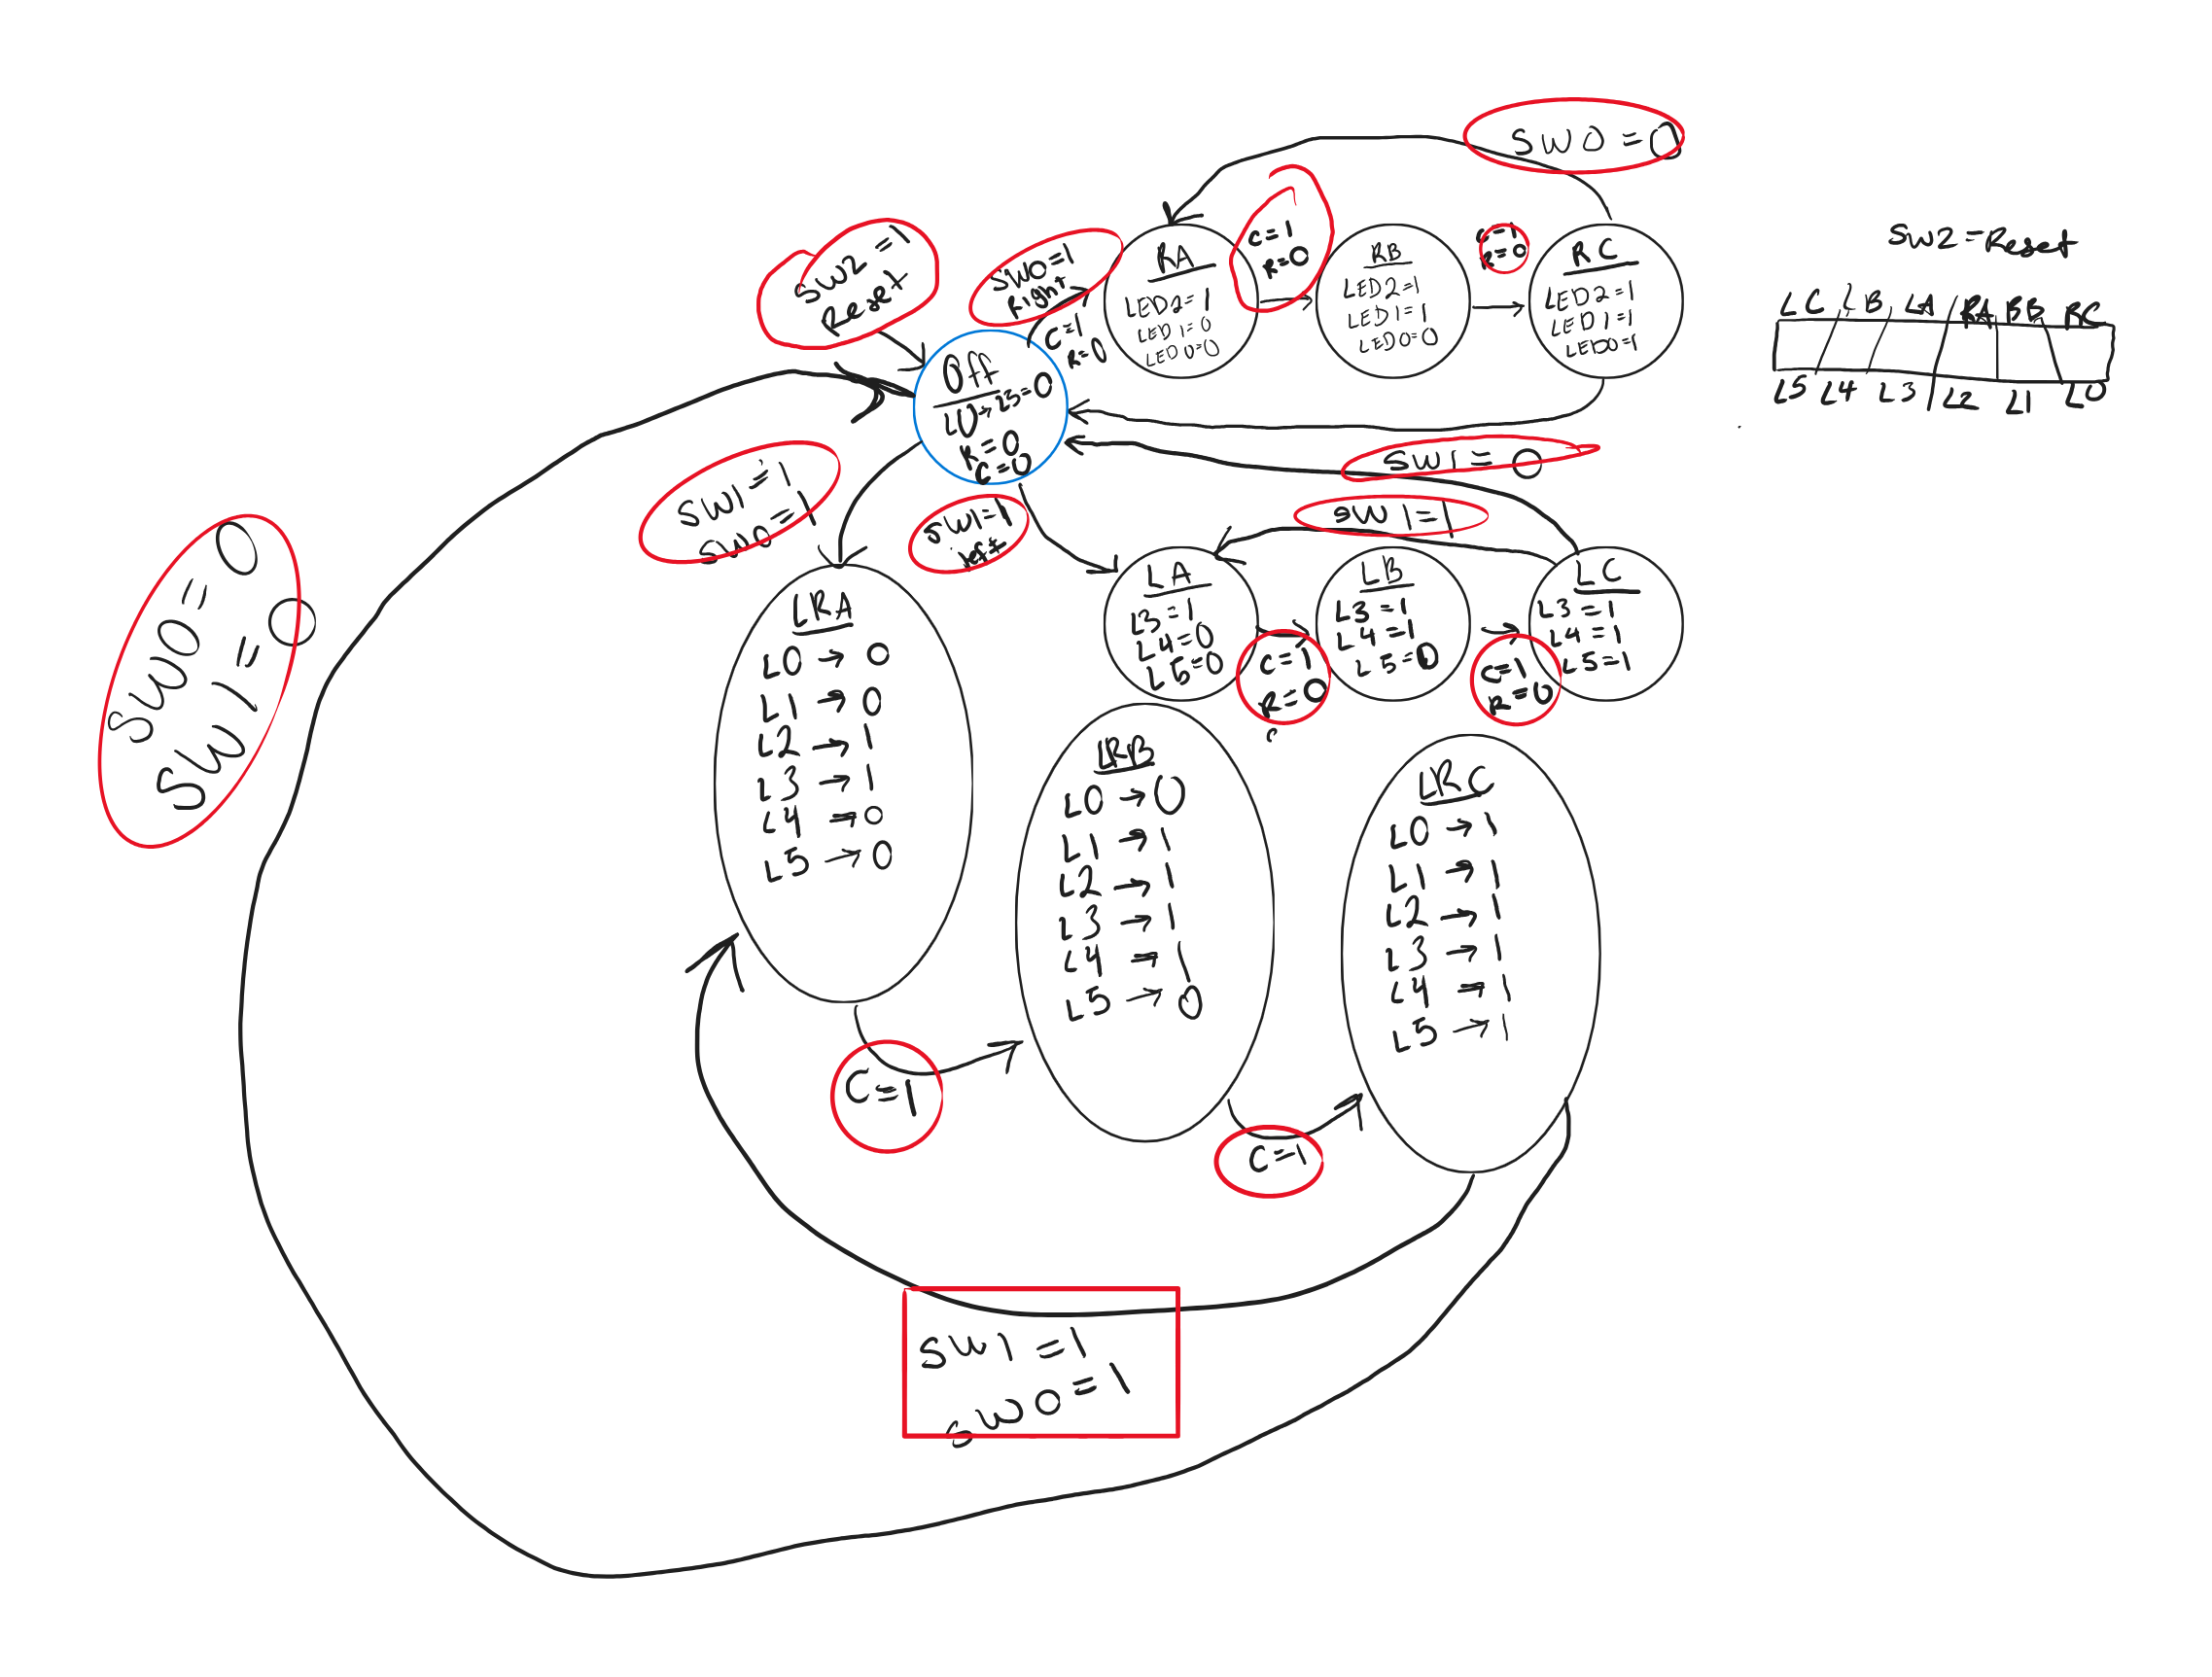 SW0=0
SW2=1
Reset
SW0=1
Right
C=1
R=0
C=1
R=0
C=1
R=0
RA
LED2=1
LED1=0
LED0=0
RB
LED2=1
LED1=1
LED0=0
RC
LED2=1
LED1=1
LED0=1
SW2=Reset
LC LB LA RA BB RC
L5 L4 L3 L2 L1 L0
Off
L0→L5=0
R=0
C=0
SW1=0
SW1=1
SW1=1
SW0=1
SW1=1
left
SW0=0
SW1=0
LA
L3=1
L4=0
L5=0
C=1
R=0
LB
L3=1
L4=1
L5=0
C=1
R=0
LC
L3=1
L4=1
L5=1
LRA
L0→0
L1→0
L2→1
L3→1
L4→0
L5→0
LRB
L0→0
L1→1
L2→1
L3→1
L4→1
L5→0
LRC
L0→1
L1→1
L2→1
L3→1
L4→1
L5→1
C=1
C=1
SW1=1
SW0=1